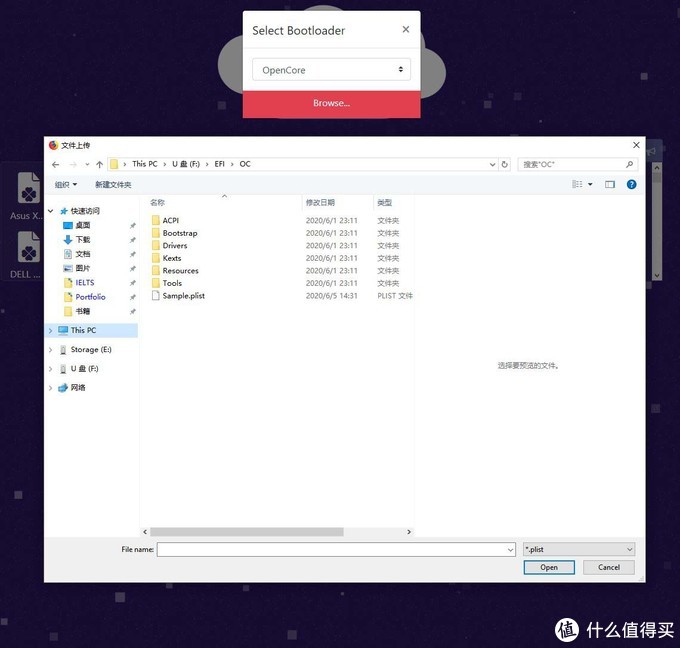 Select Bootloader
×
OpenCore
Browse...
文件上传
This PC > U 盘 (F:) > EFI > OC
搜索"OC"
组织
新建文件夹
名称 修改日期 类型
快速访问
桌面
下载
文档
图片
IELTS
Portfolio
书籍
This PC
Storage (E:)
U 盘 (F:)
网络
ACPI 2020/6/1 23:11 文件夹
Bootstrap 2020/6/1 23:11 文件夹
Drivers 2020/6/1 23:11 文件夹
Kexts 2020/6/1 23:11 文件夹
Resources 2020/6/1 23:11 文件夹
Tools 2020/6/1 23:11 文件夹
Sample.plist 2020/6/5 14:31 PLIST 文件
选择要预览的文件。
Asus X...
DELL ...
File name:
*.plist
Open
Cancel
值 什么值得买